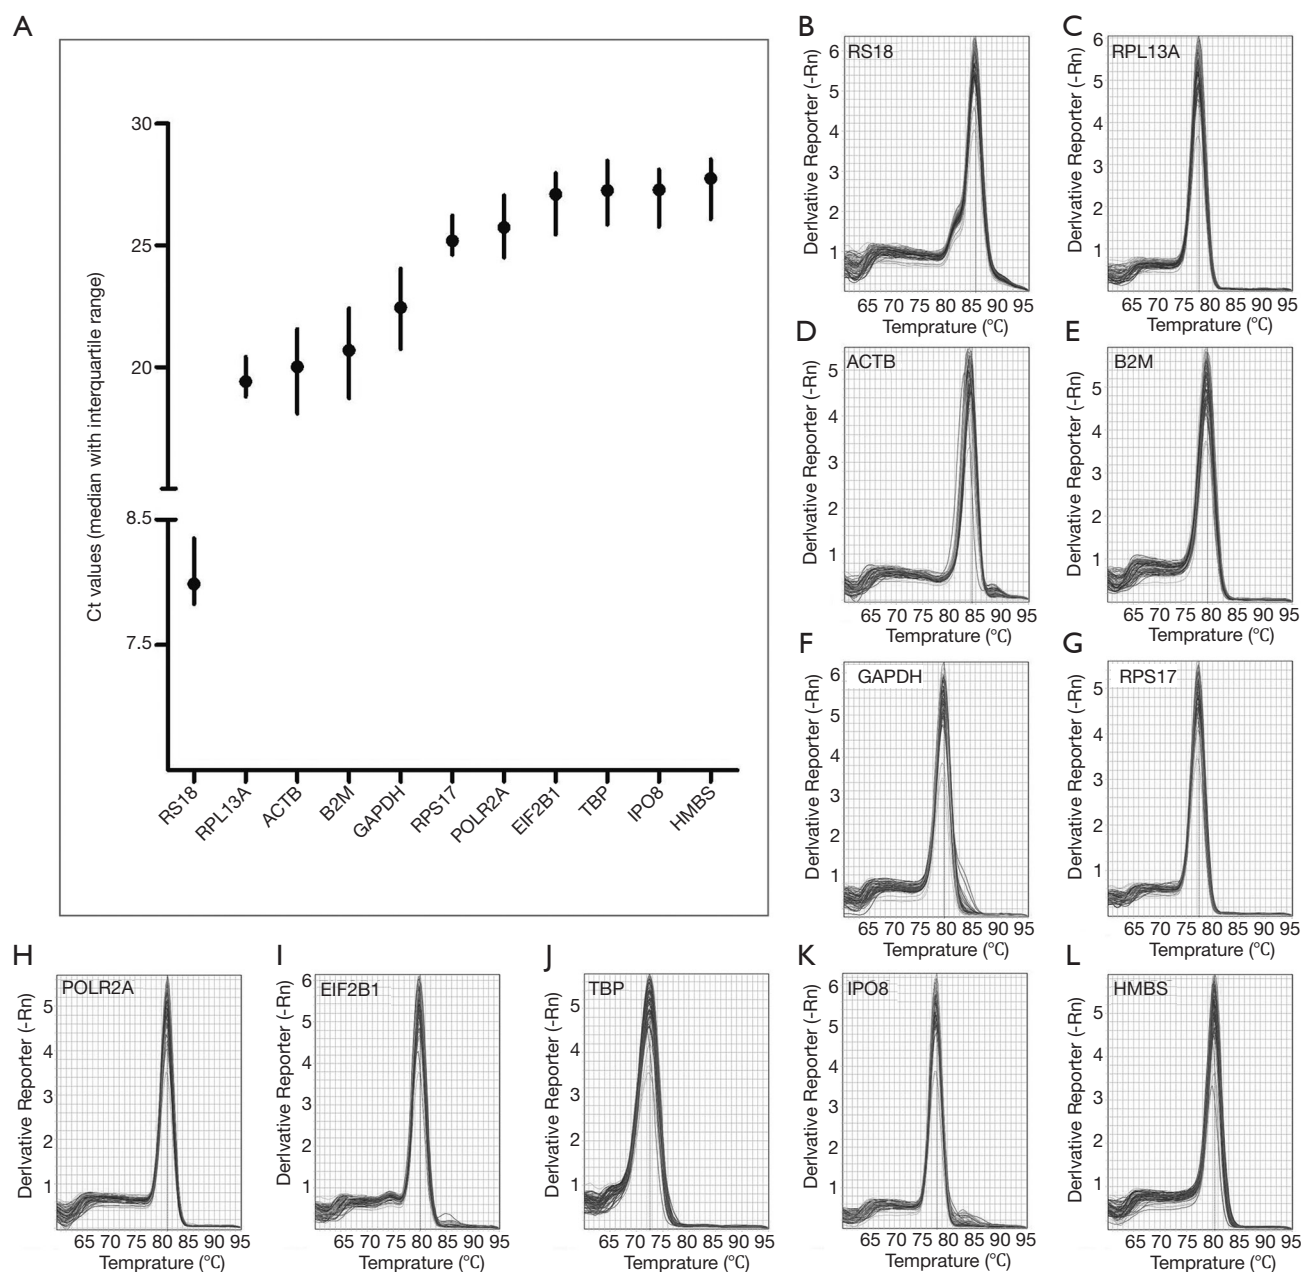 A
Ct values (median with interquartile range)
30
25
20
8.5
7.5
RS18
RPL13A
ACTB
B2M
GAPDH
RPS17
POLR2A
EIF2B1
TBP
IPO8
HMBS
B
RS18
Derlvative Reporter (-Rn)
6
5
4
3
2
1
65 70 75 80 85 90 95
Temprature (°C)
C
RPL13A
Derlvative Reporter (-Rn)
6
5
4
3
2
1
65 70 75 80 85 90 95
Temprature (°C)
D
ACTB
Derlvative Reporter (-Rn)
5
4
3
2
1
65 70 75 80 85 90 95
Temprature (°C)
E
B2M
Derlvative Reporter (-Rn)
5
4
3
2
1
65 70 75 80 85 90 95
Temprature (°C)
F
GAPDH
Derlvative Reporter (-Rn)
6
5
4
3
2
1
65 70 75 80 85 90 95
Temprature (°C)
G
RPS17
Derlvative Reporter (-Rn)
5
4
3
2
1
65 70 75 80 85 90 95
Temprature (°C)
H
POLR2A
Derlvative Reporter (-Rn)
5
4
3
2
1
65 70 75 80 85 90 95
Temprature (°C)
I
EIF2B1
Derlvative Reporter (-Rn)
6
5
4
3
2
1
65 70 75 80 85 90 95
Temprature (°C)
J
TBP
Derlvative Reporter (-Rn)
5
4
3
2
1
65 70 75 80 85 90 95
Temprature (°C)
K
IPO8
Derlvative Reporter (-Rn)
6
5
4
3
2
1
65 70 75 80 85 90 95
Temprature (°C)
L
HMBS
Derlvative Reporter (-Rn)
5
4
3
2
1
65 70 75 80 85 90 95
Temprature (°C)